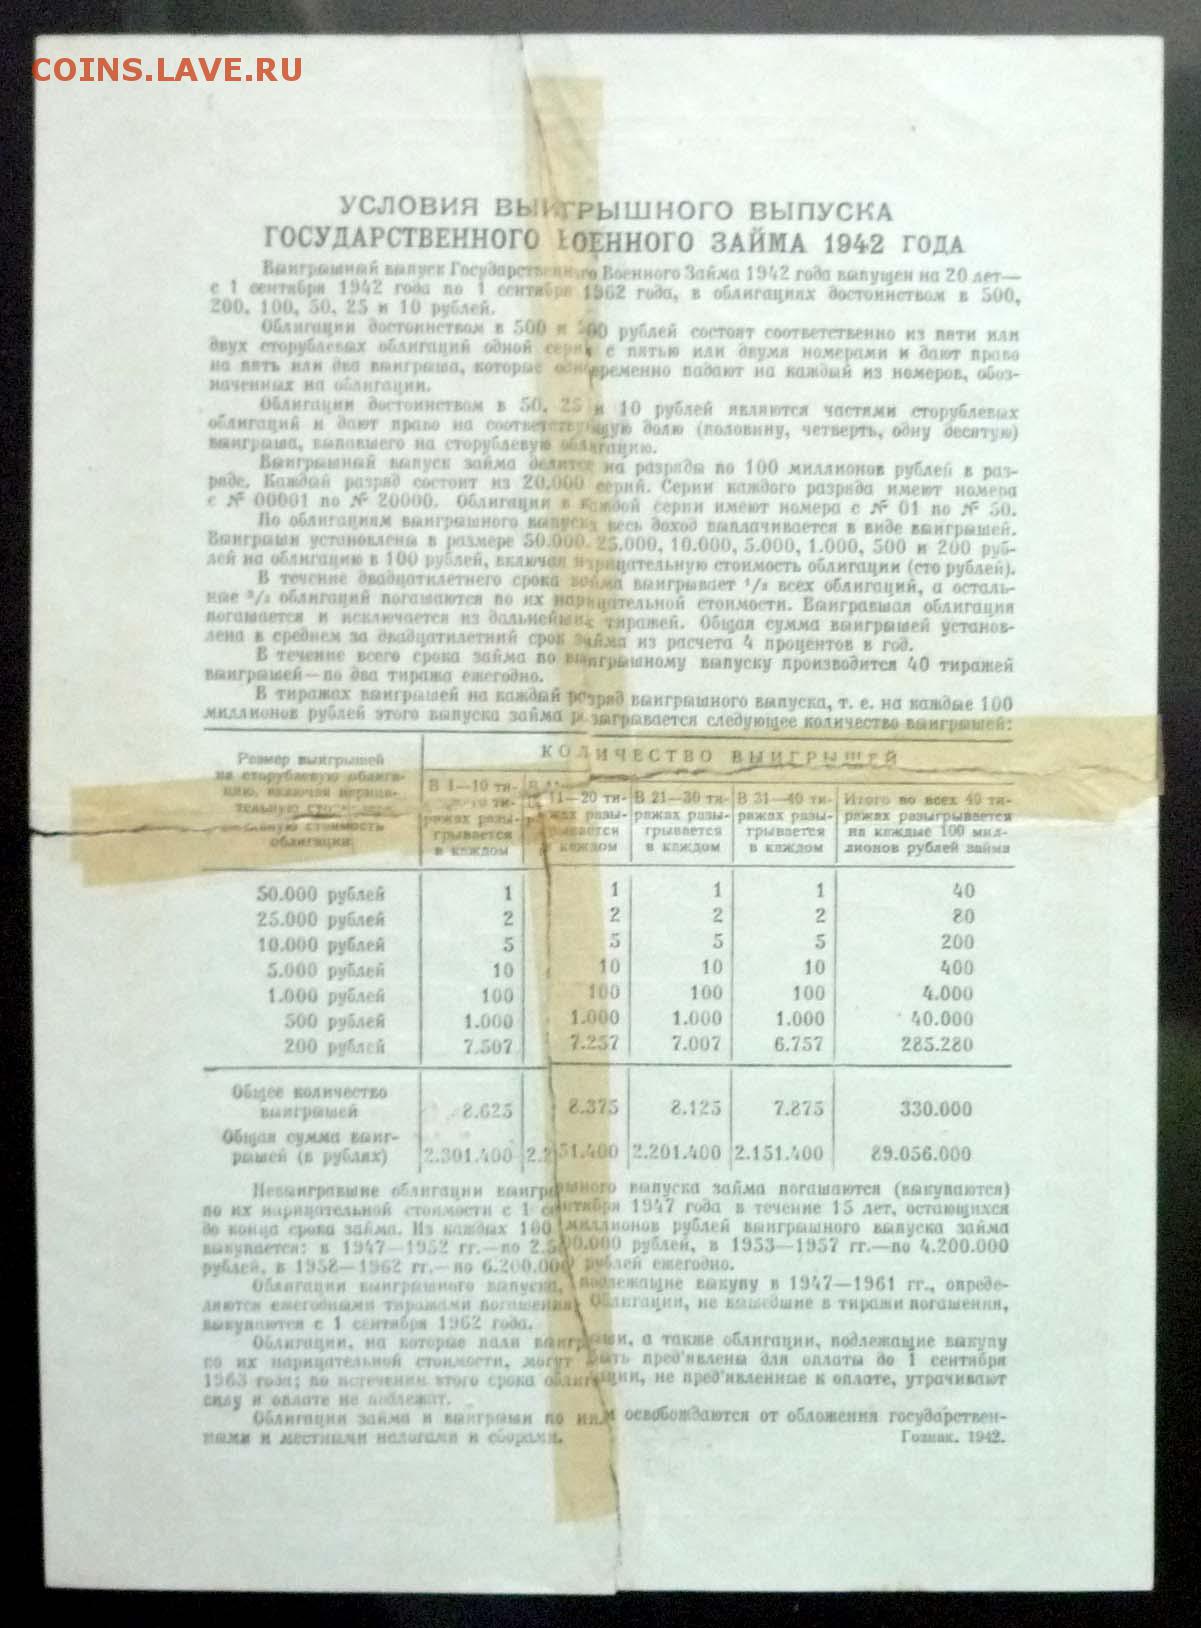 COINS.LAVE.RU
УСЛОВИЯ ВЫИГРЫШНОГО ВЫПУСКА
ГОСУДАРСТВЕННОГО ВОЕННОГО ЗАЙМА 1942 ГОДА
Выигрышный выпуск Государственного Военного Займа 1942 года выпущен на 20 лет—
с 1 сентября 1942 года по 1 сентября 1962 года, в облигациях достоинством в 500,
200, 100, 50, 25 и 10 рублей.
Облигации достоинством в 500 и 200 рублей состоят соответственно из пяти или
двух сторублевых облигаций одной серии с пятью или двумя номерами и дают право
на пять или два выигрыша, которые одновременно падают на каждый из номеров, обоз-
наченных на облигации.
Облигации достоинством в 50, 25 и 10 рублей являются частями сторублевых
облигаций и дают право на соответствующую долю (половину, четверть, одну десятую)
выигрыша, выпавшего на сторублевую облигацию.
Выигрышный выпуск займа делится на разряды по 100 миллионов рублей в раз-
ряде. Каждый разряд состоит из 20.000 серий. Серии каждого разряда имеют номера
с № 00001 по № 20000. Облигации в каждой серии имеют номера с № 01 по № 50.
По облигациям выигрышного выпуска весь доход выплачивается в виде выигрышей.
Выигрыши установлены в размере 50.000, 25.000, 10.000, 5.000, 1.000, 500 и 200 руб-
лей на облигацию в 100 рублей, включая нарицательную стоимость облигации (сто рублей).
В течение двадцатилетнего срока займа выигрывает ¹/₃ всех облигаций, а осталь-
ные ²/₃ облигаций погашаются по их нарицательной стоимости. Выигравшая облигация
погашается и исключается из дальнейших тиражей. Общая сумма выигрышей установ-
лена в среднем за двадцатилетний срок займа из расчета 4 процентов в год.
В течение всего срока займа по выигрышному выпуску производится 40 тиражей
выигрышей—по два тиража ежегодно.
В тиражах выигрышей на каждый разряд выигрышного выпуска, т. е. на каждые 100
миллионов рублей этого выпуска займа разыгрывается следующее количество выигрышей:
КОЛИЧЕСТВО ВЫИГРЫШЕЙ
Размер выигрышей
на сторублевую облига-
цию, включая нарица-
тельную стоимость
облигации
В 1—10 ти-
ражах разы-
грывается
в каждом
В 11—20 ти-
ражах разы-
грывается
в каждом
В 21—30 ти-
ражах разы-
грывается
в каждом
В 31—40 ти-
ражах разы-
грывается
в каждом
Итого во всех 40 ти-
ражах разыгрывается
на каждые 100 мил-
лионов рублей займа
50.000 рублей 1 1 1 1 40
25.000 рублей 2 2 2 2 80
10.000 рублей 5 5 5 5 200
5.000 рублей 10 10 10 10 400
1.000 рублей 100 100 100 100 4.000
500 рублей 1.000 1.000 1.000 1.000 40.000
200 рублей 7.507 7.257 7.007 6.757 285.280
Общее количество
выигрышей 8.625 8.375 8.125 7.875 330.000
Общая сумма выиг-
рышей (в рублях) 2.301.400 2.251.400 2.201.400 2.151.400 89.056.000
Невыигравшие облигации выигрышного выпуска займа погашаются (выкупаются)
по их нарицательной стоимости с 1 сентября 1947 года в течение 15 лет, остающихся
до конца срока займа. Из каждых 100 миллионов рублей выигрышного выпуска займа
выкупается: в 1947—1952 гг.—по 2.500.000 рублей, в 1953—1957 гг.—по 4.200.000
рублей, в 1958—1962 гг.—по 6.200.000 рублей ежегодно.
Облигации выигрышного выпуска, подлежащие выкупу в 1947—1961 гг., опреде-
ляются ежегодными тиражами погашения. Облигации, не вышедшие в тиражи погашения,
выкупаются с 1 сентября 1962 года.
Облигации, на которые пали выигрыши, а также облигации, подлежащие выкупу
по их нарицательной стоимости, могут быть пред'явлены для оплаты до 1 сентября
1963 года; по истечении этого срока облигации, не пред'явленные к оплате, утрачивают
силу и оплате не подлежат.
Облигации займа и выигрыши по ним освобождаются от обложения государствен-
ными и местными налогами и сборами.
Гознак. 1942.